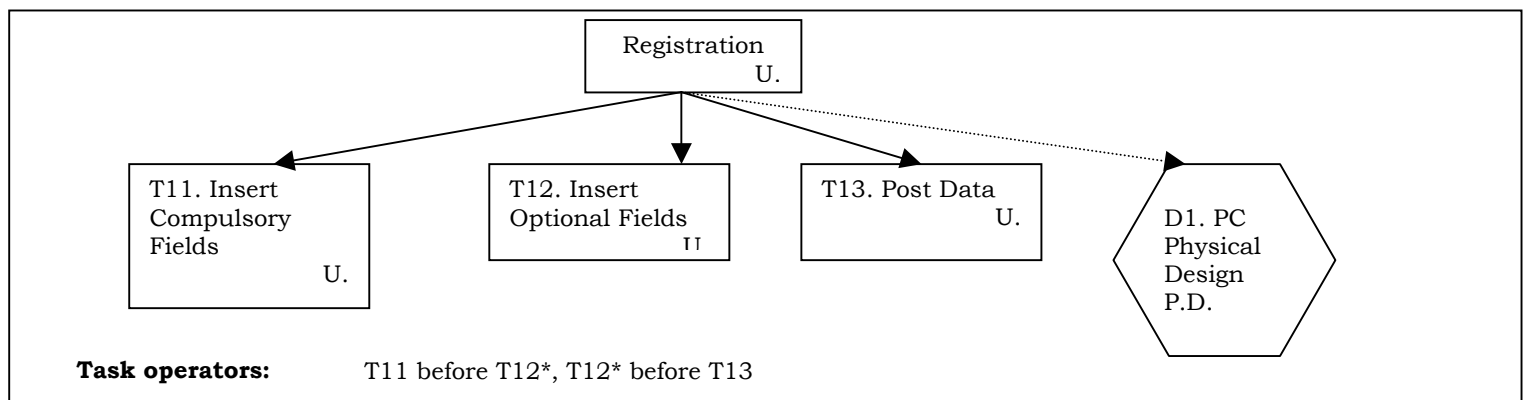 Registration
U.
T11. Insert
Compulsory
Fields
U.
T12. Insert
Optional Fields
U
T13. Post Data
U.
D1. PC
Physical
Design
P.D.
Task operators: T11 before T12*, T12* before T13